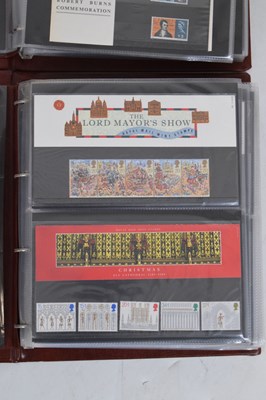 ROBERT BURNS
COMMEMORATION
THE
LORD MAYOR'S SHOW
ROYAL MAIL MINT STAMPS
CHRISTMAS